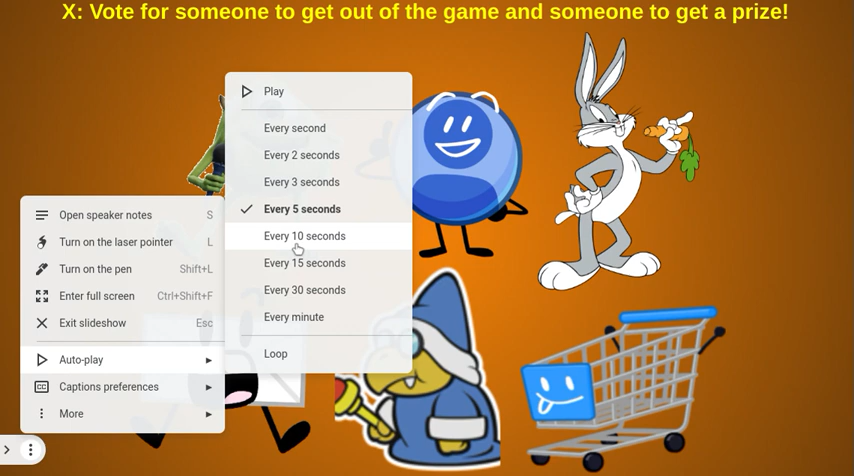 X: Vote for someone to get out of the game and someone to get a prize!
Play
Every second
Every 2 seconds
Every 3 seconds
Every 5 seconds
Every 10 seconds
Every 15 seconds
Every 30 seconds
Every minute
Loop
Open speaker notes S
Turn on the laser pointer L
Turn on the pen Shift+L
Enter full screen Ctrl+Shift+F
Exit slideshow Esc
Auto-play
CC Captions preferences
More